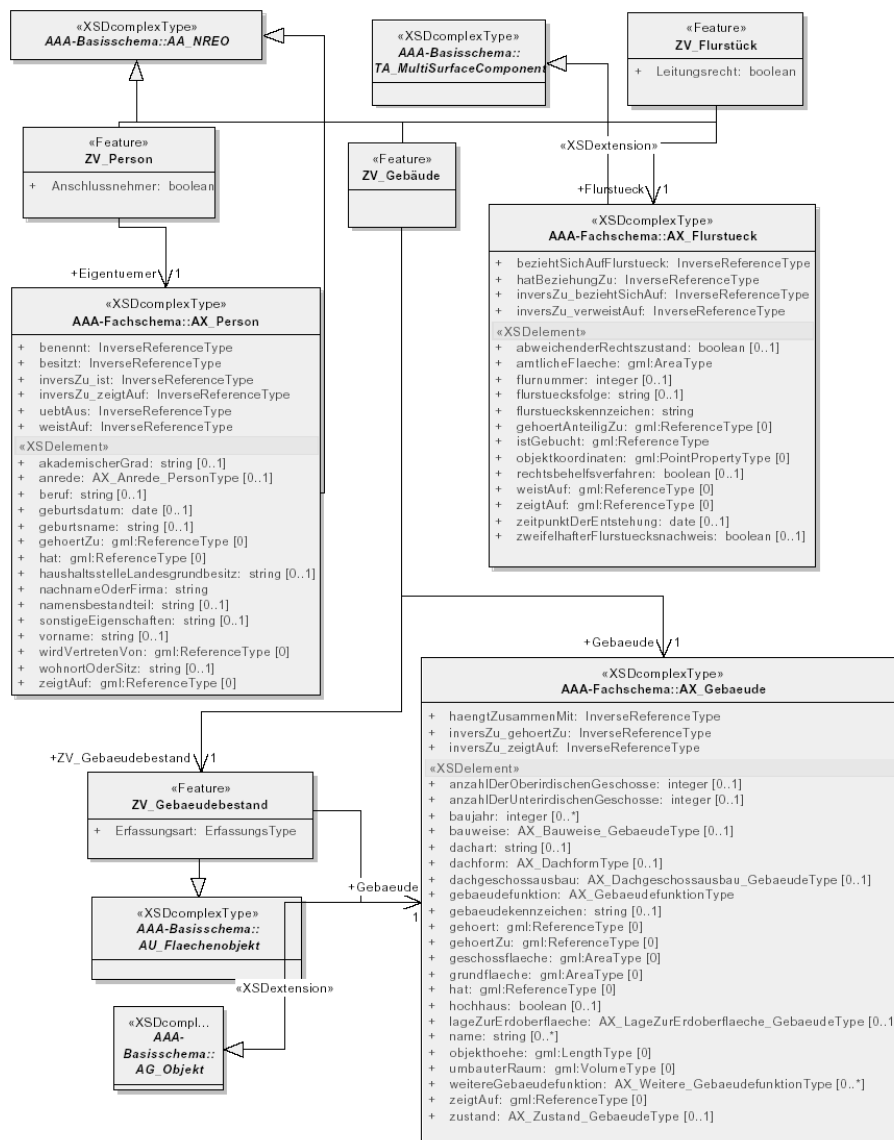 «XSDcomplexType»
AAA-Basisschema::AA_NREO
«XSDcomplexType»
AAA-Basisschema::
TA_MultiSurfaceComponent
«Feature»
ZV_Flurstück
+ Leitungsrecht: boolean
«Feature»
ZV_Person
+ Anschlussnehmer: boolean
«Feature»
ZV_Gebäude
«XSDextension»
+Flurstueck
1
+Eigentuemer
1
«XSDcomplexType»
AAA-Fachschema::AX_Flurstueck
+ beziehtSichAufFlurstueck: InverseReferenceType
+ hatBeziehungZu: InverseReferenceType
+ inversZu_beziehtSichAuf: InverseReferenceType
+ inversZu_verweistAuf: InverseReferenceType
«XSDelement»
+ abweichenderRechtszustand: boolean [0..1]
+ amtlicheFlaeche: gml:AreaType
+ flurnummer: integer [0..1]
+ flurstuecksfolge: string [0..1]
+ flurstueckskennzeichen: string
+ gehoertAnteiligZu: gml:ReferenceType [0]
+ istGebucht: gml:ReferenceType
+ objektkoordinaten: gml:PointPropertyType [0]
+ rechtsbehelfsverfahren: boolean [0..1]
+ weistAuf: gml:ReferenceType [0]
+ zeigtAuf: gml:ReferenceType [0]
+ zeitpunktDerEntstehung: date [0..1]
+ zweifelhafterFlurstuecksnachweis: boolean [0..1]
«XSDcomplexType»
AAA-Fachschema::AX_Person
+ benennt: InverseReferenceType
+ besitzt: InverseReferenceType
+ inversZu_ist: InverseReferenceType
+ inversZu_zeigtAuf: InverseReferenceType
+ uebtAus: InverseReferenceType
+ weistAuf: InverseReferenceType
«XSDelement»
+ akademischerGrad: string [0..1]
+ anrede: AX_Anrede_PersonType [0..1]
+ beruf: string [0..1]
+ geburtsdatum: date [0..1]
+ geburtsname: string [0..1]
+ gehoertZu: gml:ReferenceType [0]
+ hat: gml:ReferenceType [0]
+ haushaltsstelleLandesgrundbesitz: string [0..1]
+ nachnameOderFirma: string
+ namensbestandteil: string [0..1]
+ sonstigeEigenschaften: string [0..1]
+ vorname: string [0..1]
+ wirdVertretenVon: gml:ReferenceType [0]
+ wohnortOderSitz: string [0..1]
+ zeigtAuf: gml:ReferenceType [0]
+Gebaeude
1
«XSDcomplexType»
AAA-Fachschema::AX_Gebaeude
+ haengtZusammenMit: InverseReferenceType
+ inversZu_gehoertZu: InverseReferenceType
+ inversZu_zeigtAuf: InverseReferenceType
«XSDelement»
+ anzahlDerOberirdischenGeschosse: integer [0..1]
+ anzahlDerUnterirdischenGeschosse: integer [0..1]
+ baujahr: integer [0..*]
+ bauweise: AX_Bauweise_GebaeudeType [0..1]
+ dachart: string [0..1]
+ dachform: AX_DachformType [0..1]
+ dachgeschossausbau: AX_Dachgeschossausbau_GebaeudeType [0..1]
+ gebaeudefunktion: AX_GebaeudefunktionType
+ gebaeudekennzeichen: string [0..1]
+ gehoert: gml:ReferenceType [0]
+ gehoertZu: gml:ReferenceType [0]
+ geschossflaeche: gml:AreaType [0]
+ grundflaeche: gml:AreaType [0]
+ hat: gml:ReferenceType [0]
+ hochhaus: boolean [0..1]
+ lageZurErdoberflaeche: AX_LageZurErdoberflaeche_GebaeudeType [0..1
+ name: string [0..*]
+ objekthoehe: gml:LengthType [0]
+ umbauterRaum: gml:VolumeType [0]
+ weitereGebaeudefunktion: AX_Weitere_GebaeudefunktionType [0..*]
+ zeigtAuf: gml:ReferenceType [0]
+ zustand: AX_Zustand_GebaeudeType [0..1]
+ZV_Gebaeudebestand
1
«Feature»
ZV_Gebaeudebestand
+ Erfassungsart: ErfassungsType
+Gebaeude
1
«XSDcomplexType»
AAA-Basisschema::
AU_Flaechenobjekt
«XSDextension»
«XSDcompl...
AAA-
Basisschema::
AG_Objekt